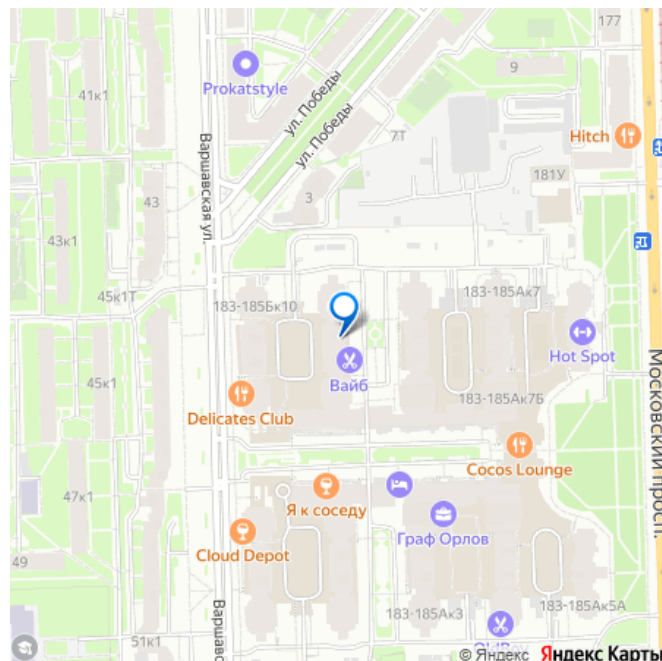 177
9
41к1
Prokatstyle
ул. Победы
ул. Победы
7Т
Hitch
181У
Варшавская ул.
43
3
43к1
45к1Т
183-185Бк10
183-185Ак7
Московский просп.
Hot Spot
Вайб
45к1
183-185Ак7Б
Delicates Club
Cocos Lounge
47к1
Я к соседу
Граф Орлов
Cloud Depot
49
183-185Ак3
183-185Ак5А
51к1
© Яндекс Яндекс Карты